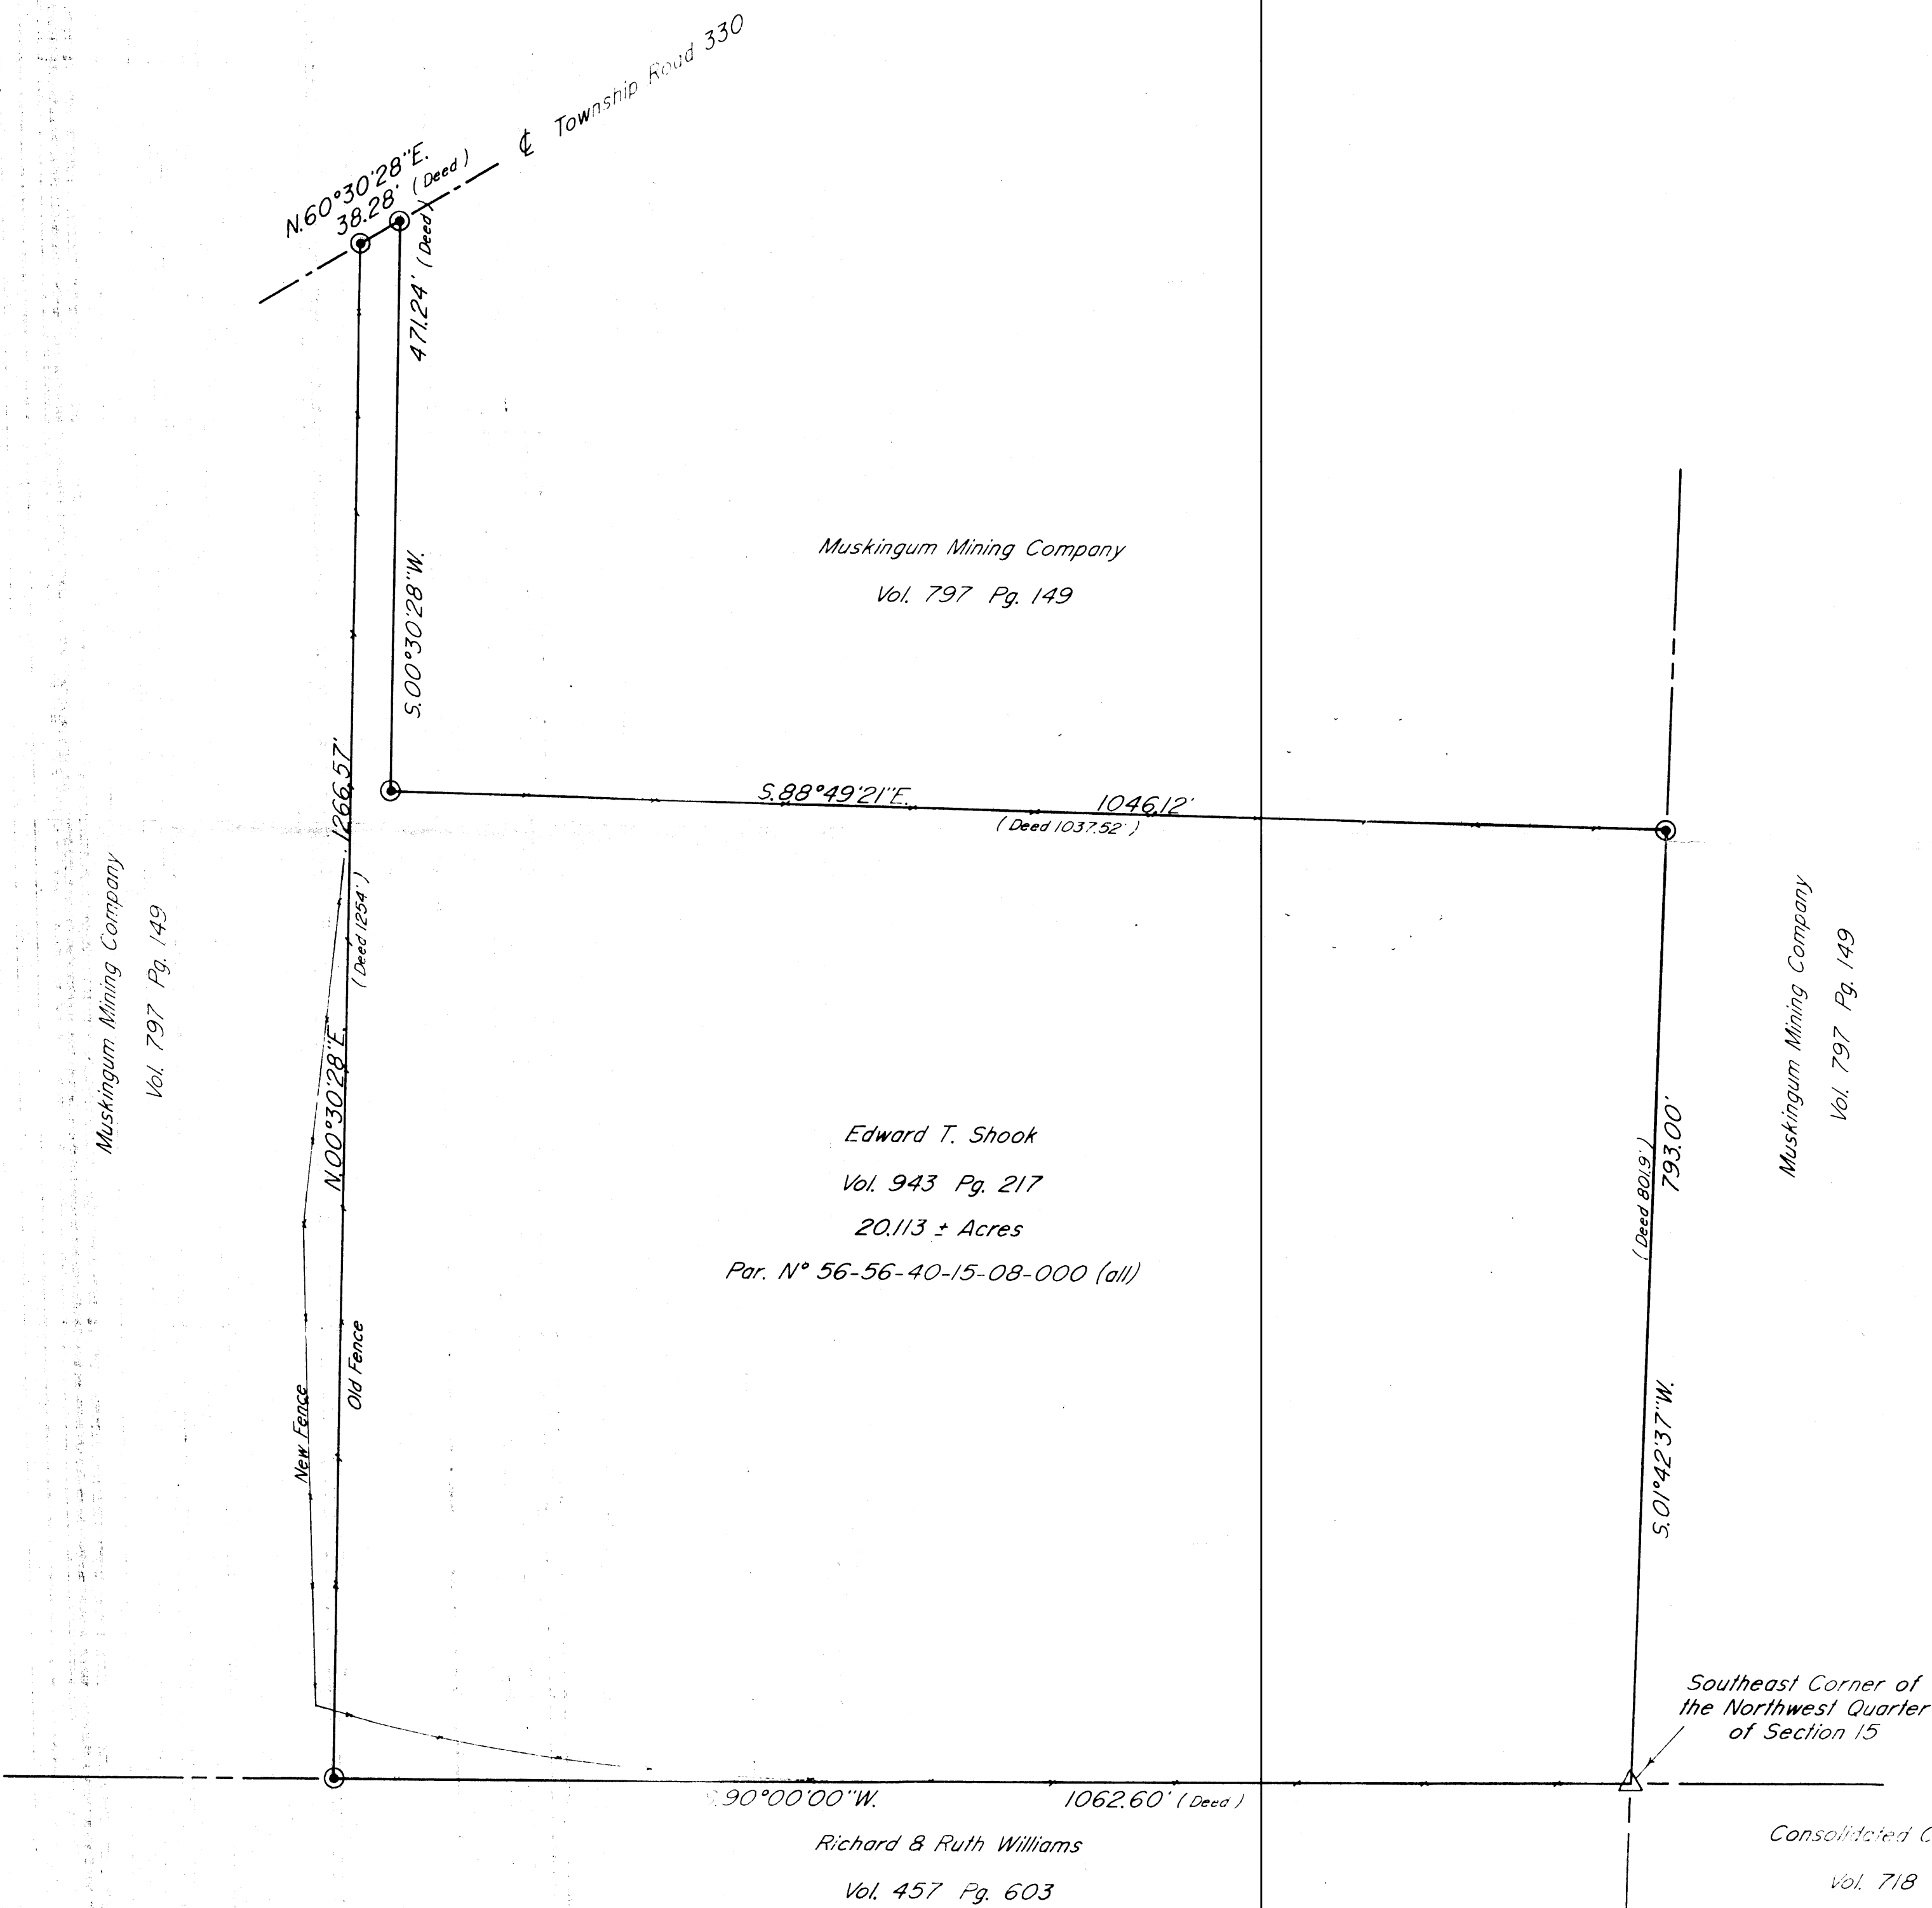 ℄ Township Road 330
N.60°30'28"E.
38.28' (Deed)
471.24' (Deed)
S.00°30'28"W.
Muskingum Mining Company
Vol. 797 Pg. 149
1266.57'
(Deed 1254')
N.00°30'28"E.
S.88°49'21"E. 1046.12'
(Deed 1037.52')
Muskingum Mining Company
Vol. 797 Pg. 149
Muskingum Mining Company
Vol. 797 Pg. 149
Edward T. Shook
Vol. 943 Pg. 217
20.113 ± Acres
Par. Nº 56-56-40-15-08-000 (all)
(Deed 801.9')
793.00'
S.01°42'37"W.
Old Fence
New Fence
Southeast Corner of
the Northwest Quarter
of Section 15
S.90°00'00"W. 1062.60' (Deed)
Richard & Ruth Williams
Vol. 457 Pg. 603
Consolidated C
Vol. 718